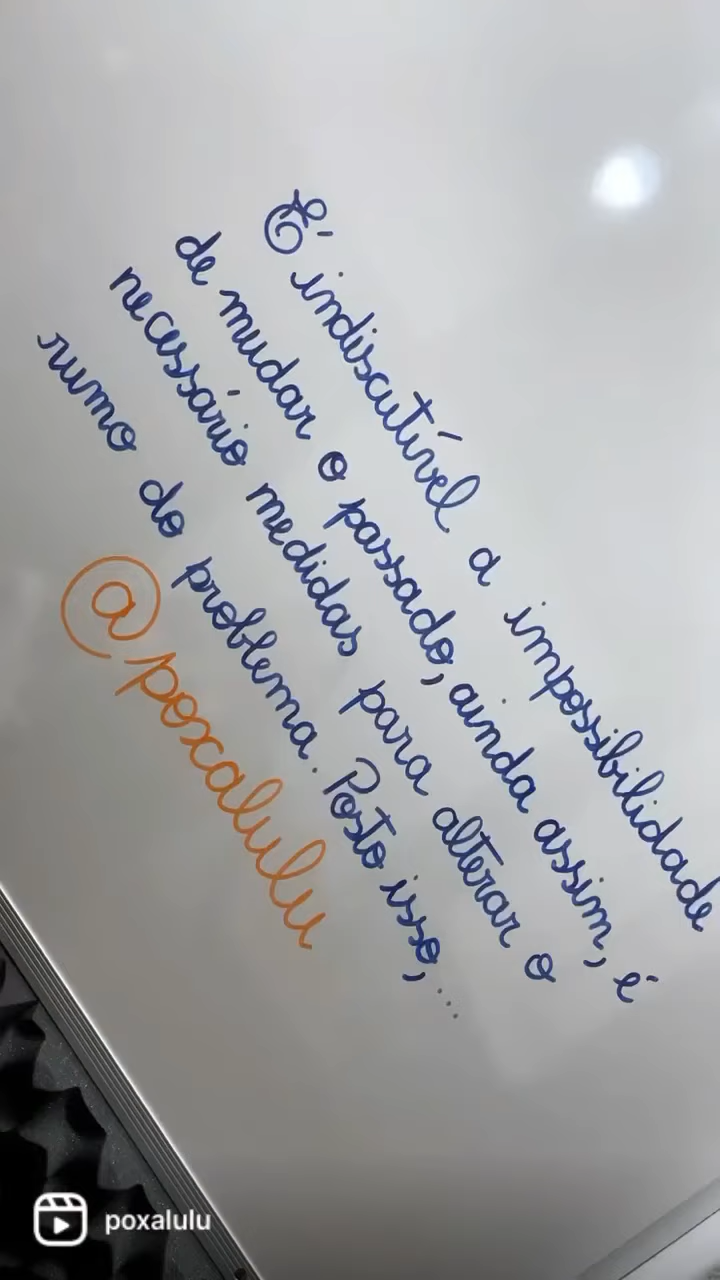 É indiscutível a impossibilidade
de mudar o passado, ainda assim, é
necessário medidas para alterar o
rumo do problema. Posto isso,...
@poxalulu
poxalulu